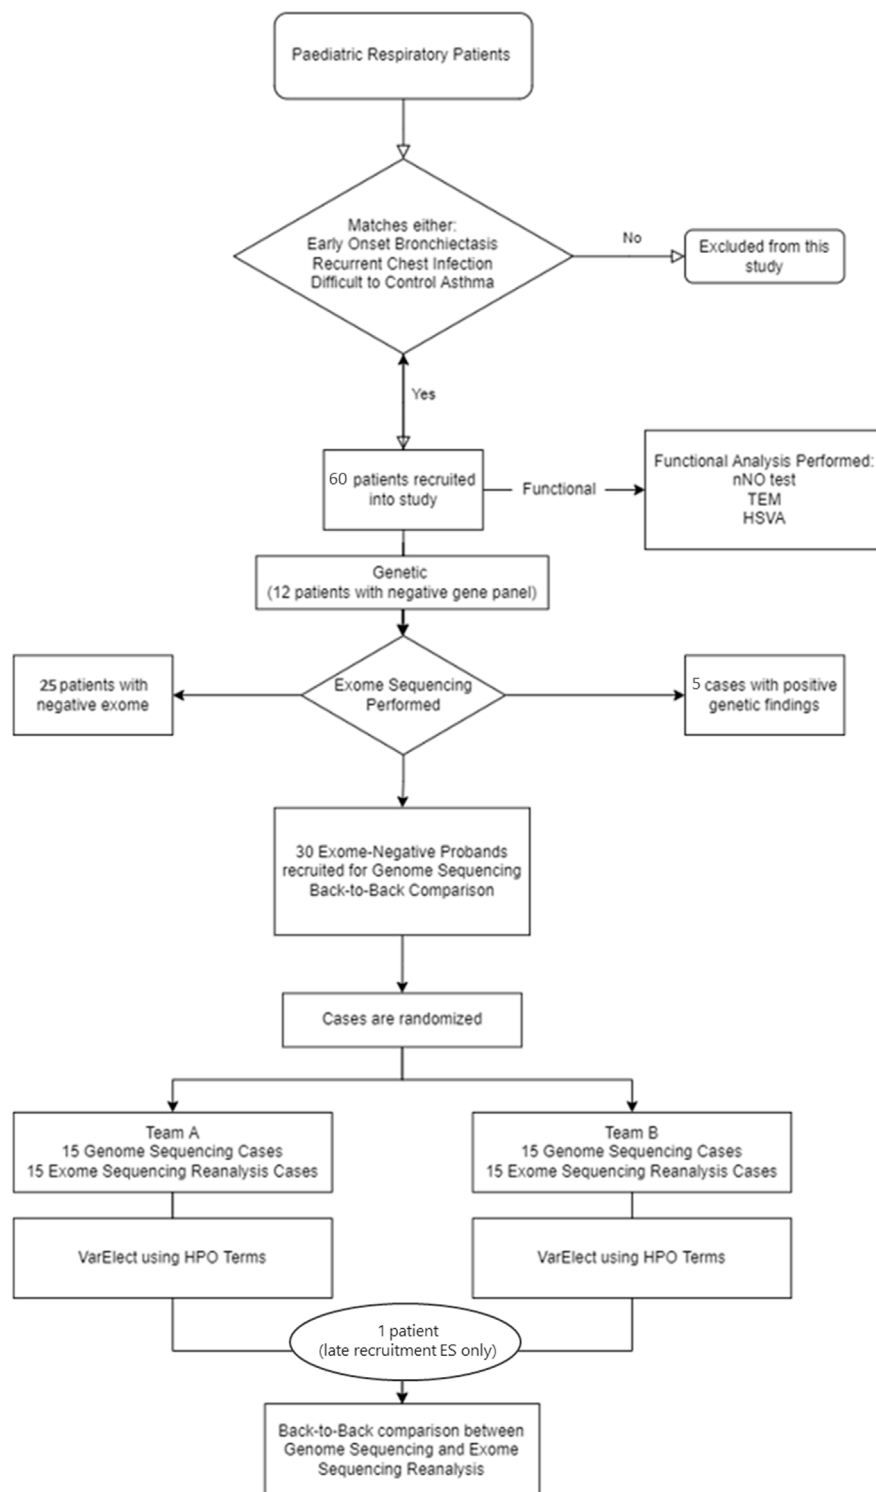 Paediatric Respiratory Patients
Matches either:
Early Onset Bronchiectasis
Recurrent Chest Infection
Difficult to Control Asthma
No
Excluded from this
study
Yes
60 patients recruited
into study
Functional
Functional Analysis Performed:
nNO test
TEM
HSVA
Genetic
(12 patients with negative gene panel)
25 patients with
negative exome
Exome Sequencing
Performed
5 cases with positive
genetic findings
30 Exome-Negative Probands
recruited for Genome Sequencing
Back-to-Back Comparison
Cases are randomized
Team A
15 Genome Sequencing Cases
15 Exome Sequencing Reanalysis Cases
Team B
15 Genome Sequencing Cases
15 Exome Sequencing Reanalysis Cases
VarElect using HPO Terms
VarElect using HPO Terms
1 patient
(late recruitment ES only)
Back-to-Back comparison between
Genome Sequencing and Exome
Sequencing Reanalysis